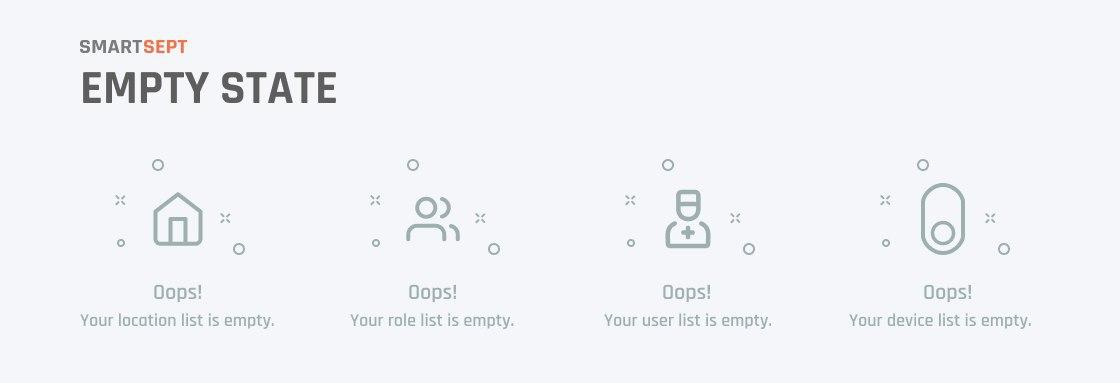 SMARTSEPT
EMPTY STATE
Oops!
Your location list is empty.
Oops!
Your role list is empty.
Oops!
Your user list is empty.
Oops!
Your device list is empty.